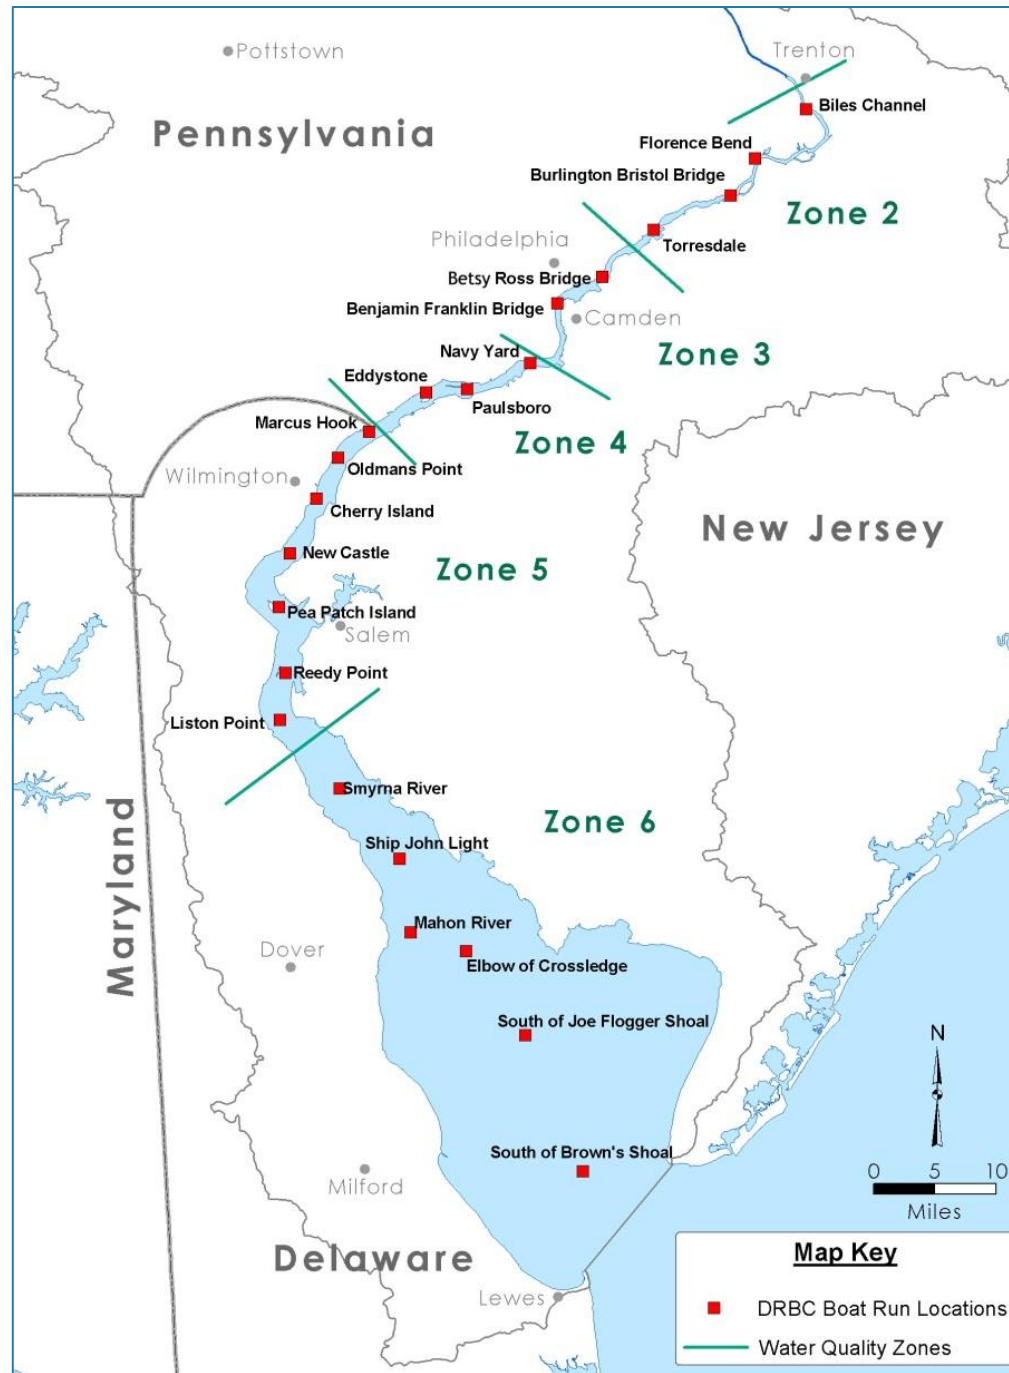 Pottstown
Trenton
Biles Channel
Pennsylvania
Florence Bend
Burlington Bristol Bridge
Zone 2
Philadelphia
Torresdale
Betsy Ross Bridge
Benjamin Franklin Bridge
Camden
Navy Yard
Zone 3
Eddystone
Paulsboro
Marcus Hook
Zone 4
Oldmans Point
Wilmington
Cherry Island
New Jersey
New Castle
Zone 5
Pea Patch Island
Salem
Reedy Point
Liston Point
Smyrna River
Zone 6
Ship John Light
Maryland
Mahon River
Dover
Elbow of Crossledge
South of Joe Flogger Shoal
N
South of Brown's Shoal
Milford
0 5 10
Miles
Delaware
Lewes
Map Key
DRBC Boat Run Locations
Water Quality Zones